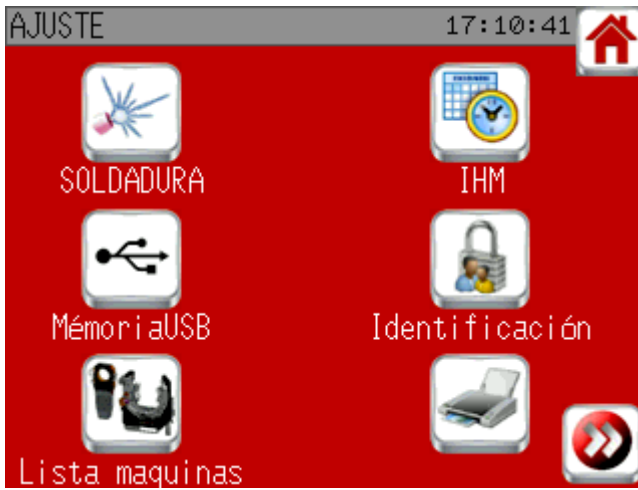 AJUSTE 17:10:41
SOLDADURA IHM
MémoriaUSB Identificación
Lista maquinas